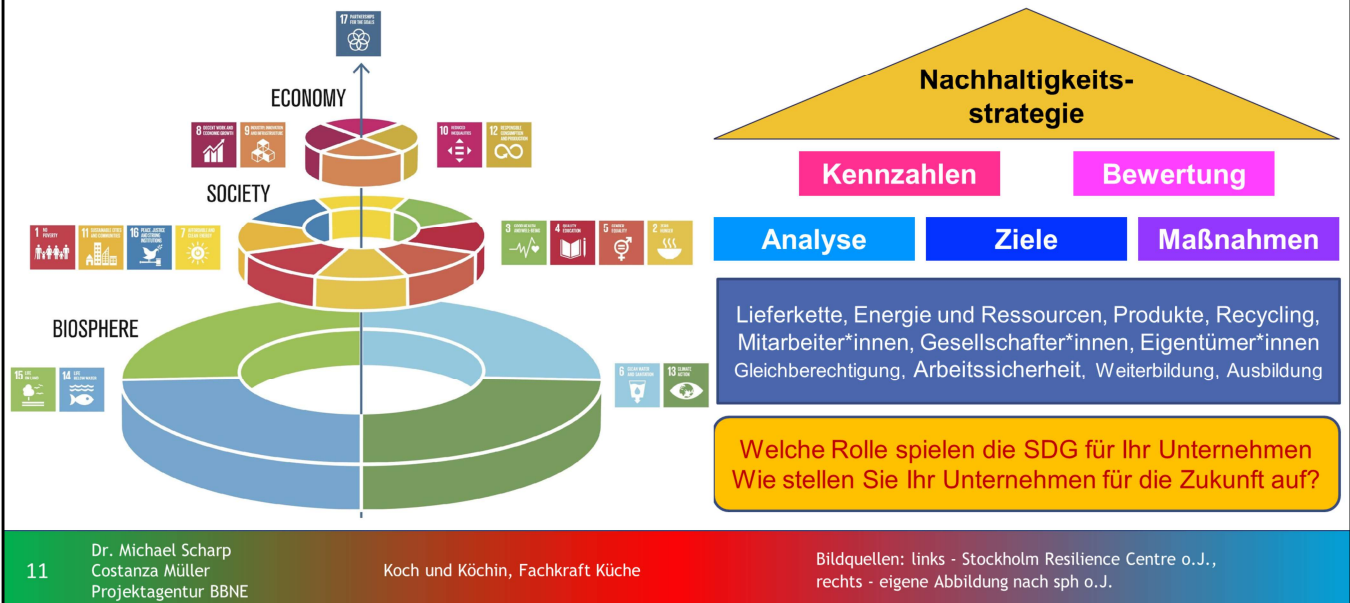 17 PARTNERSHIPS
FOR THE GOALS
ECONOMY
8 DECENT WORK AND
ECONOMIC GROWTH
9 INDUSTRY, INNOVATION
AND INFRASTRUCTURE
10 REDUCED
INEQUALITIES
12 RESPONSIBLE
CONSUMPTION
AND PRODUCTION
SOCIETY
1 NO
POVERTY
11 SUSTAINABLE CITIES
AND COMMUNITIES
16 PEACE, JUSTICE
AND STRONG
INSTITUTIONS
7 AFFORDABLE AND
CLEAN ENERGY
3 GOOD HEALTH
AND WELL-BEING
4 QUALITY
EDUCATION
5 GENDER
EQUALITY
2 ZERO
HUNGER
BIOSPHERE
15 LIFE
ON LAND
14 LIFE
BELOW WATER
6 CLEAN WATER
AND SANITATION
13 CLIMATE
ACTION
Nachhaltigkeits-
strategie
Kennzahlen
Bewertung
Analyse
Ziele
Maßnahmen
Lieferkette, Energie und Ressourcen, Produkte, Recycling,
Mitarbeiter*innen, Gesellschafter*innen, Eigentümer*innen
Gleichberechtigung, Arbeitssicherheit, Weiterbildung, Ausbildung
Welche Rolle spielen die SDG für Ihr Unternehmen
Wie stellen Sie Ihr Unternehmen für die Zukunft auf?
11
Dr. Michael Scharp
Costanza Müller
Projektagentur BBNE
Koch und Köchin, Fachkraft Küche
Bildquellen: links - Stockholm Resilience Centre o.J.,
rechts - eigene Abbildung nach sph o.J.